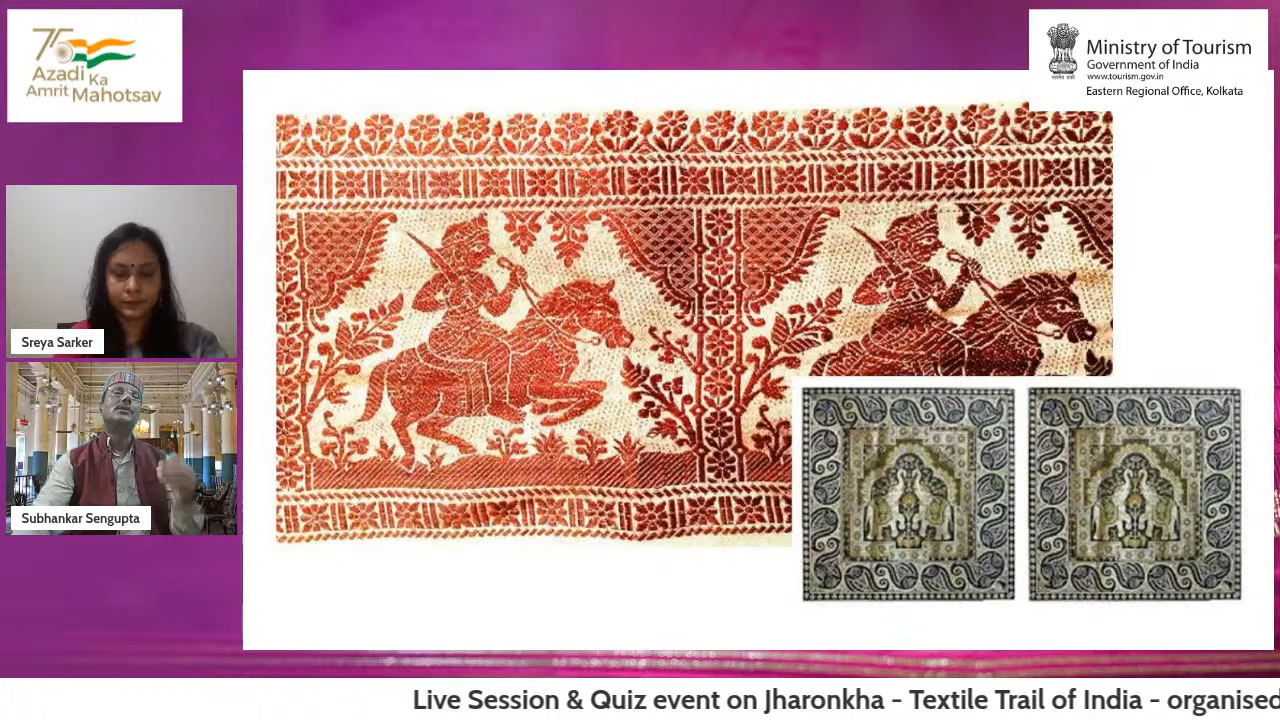 75
Azadi Ka
Amrit Mahotsav
Ministry of Tourism
Government of India
www.tourism.gov.in
Eastern Regional Office, Kolkata
Sreya Sarker
Subhankar Sengupta
Live Session & Quiz event on Jharonkha - Textile Trail of India - organised